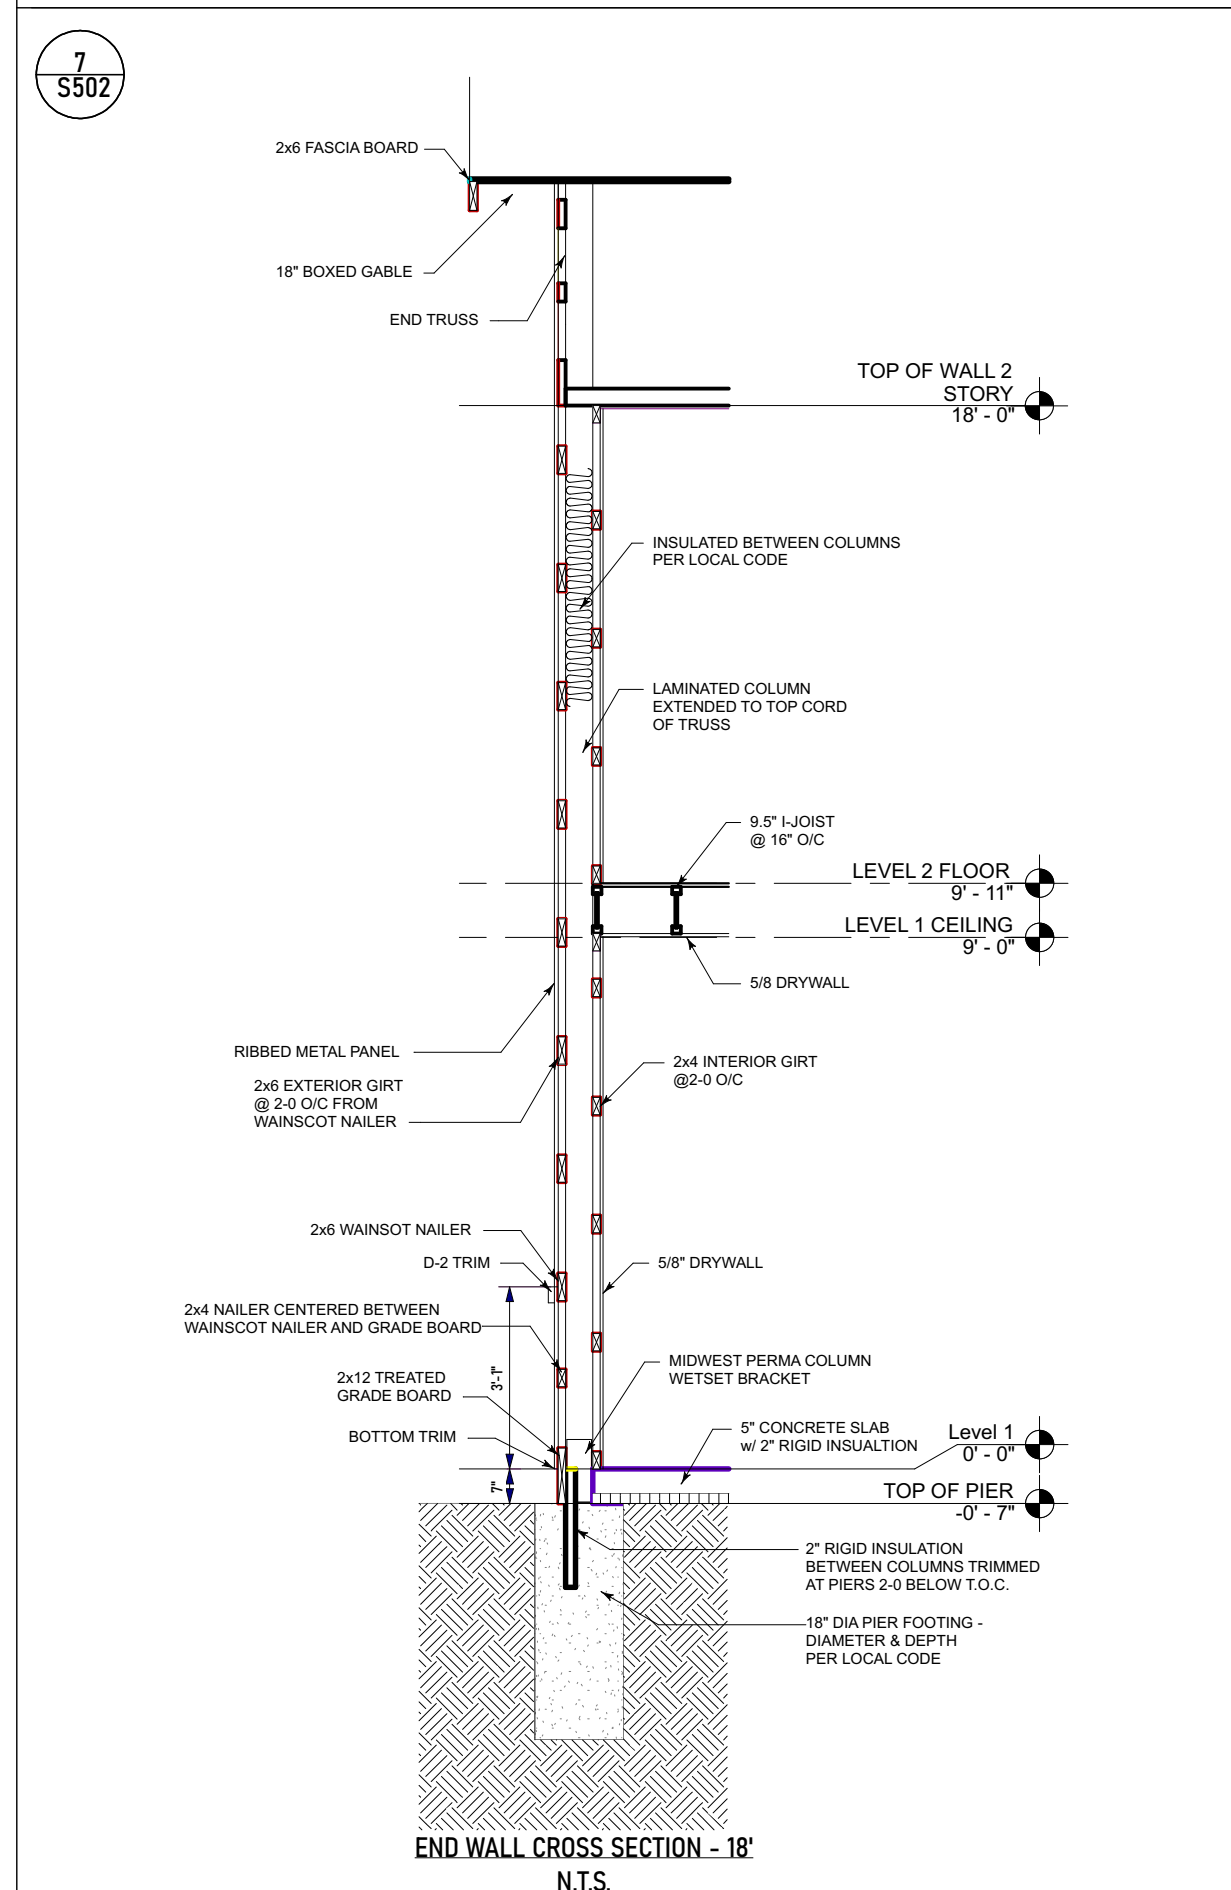 7
S502
2x6 FASCIA BOARD
18" BOXED GABLE
END TRUSS
TOP OF WALL 2
STORY
18' - 0"
INSULATED BETWEEN COLUMNS
PER LOCAL CODE
LAMINATED COLUMN
EXTENDED TO TOP CORD
OF TRUSS
9.5" I-JOIST
@ 16" O/C
LEVEL 2 FLOOR
9' - 11"
LEVEL 1 CEILING
9' - 0"
5/8 DRYWALL
RIBBED METAL PANEL
2x6 EXTERIOR GIRT
@ 2-0 O/C FROM
WAINSCOT NAILER
2x4 INTERIOR GIRT
@2-0 O/C
2x6 WAINSOT NAILER
D-2 TRIM
5/8" DRYWALL
2x4 NAILER CENTERED BETWEEN
WAINSCOT NAILER AND GRADE BOARD
3'-1"
MIDWEST PERMA COLUMN
WETSET BRACKET
2x12 TREATED
GRADE BOARD
BOTTOM TRIM
5" CONCRETE SLAB
w/ 2" RIGID INSUALTION
Level 1
0' - 0"
7"
TOP OF PIER
-0' - 7"
2" RIGID INSULATION
BETWEEN COLUMNS TRIMMED
AT PIERS 2-0 BELOW T.O.C.
18" DIA PIER FOOTING -
DIAMETER & DEPTH
PER LOCAL CODE
END WALL CROSS SECTION - 18'
N.T.S.